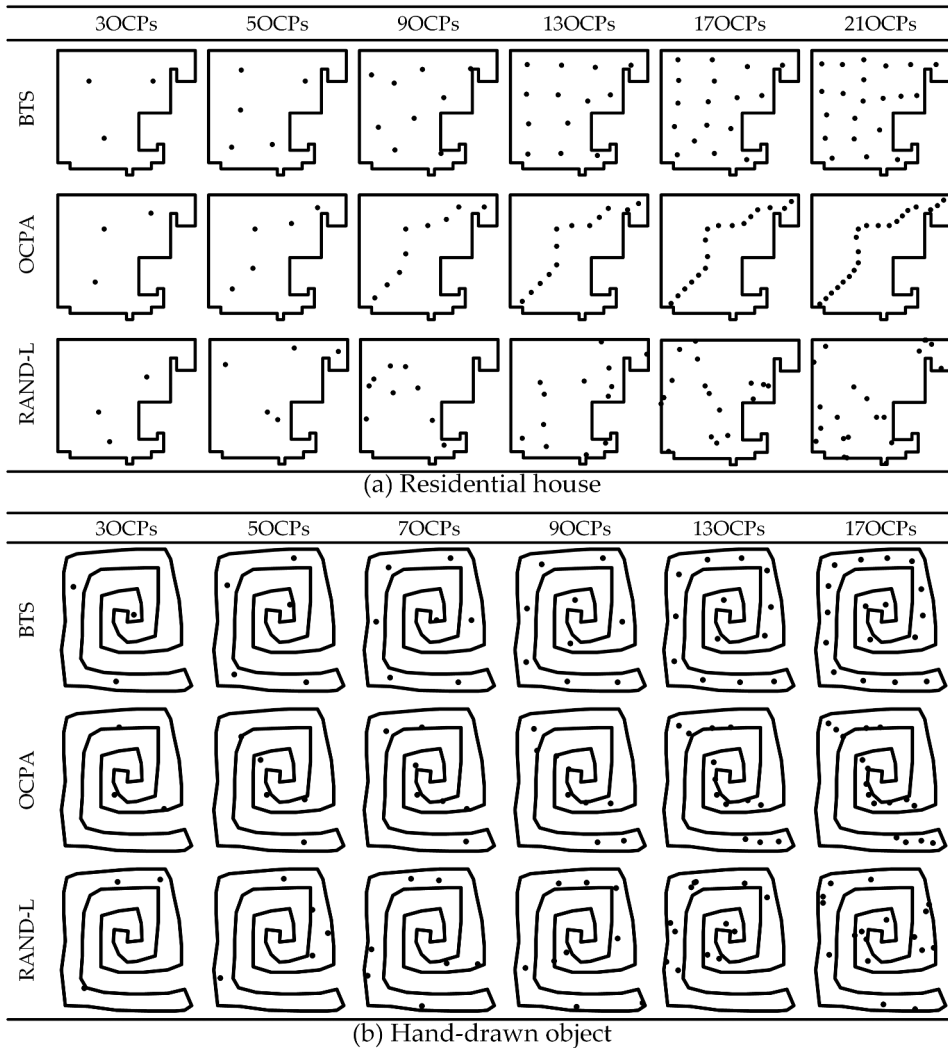 3OCPs 5OCPs 9OCPs 13OCPs 17OCPs 21OCPs
BTS
OCPA
RAND-L
(a) Residential house
3OCPs 5OCPs 7OCPs 9OCPs 13OCPs 17OCPs
BTS
OCPA
RAND-L
(b) Hand-drawn object